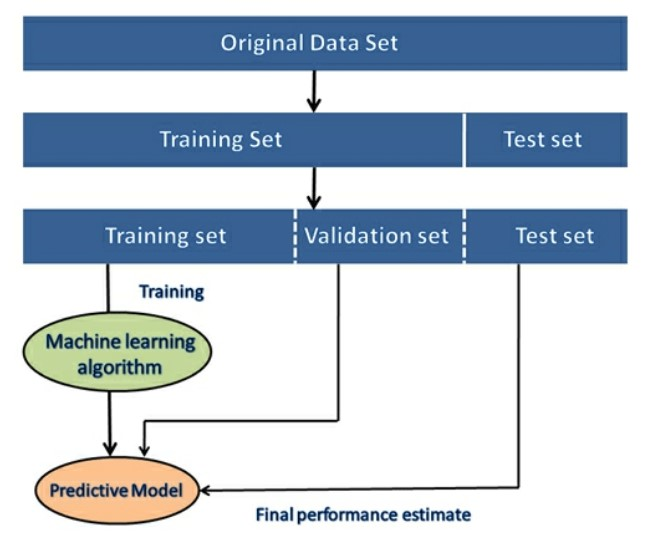 Original Data Set
Training Set
Test set
Training set
Validation set
Test set
Training
Machine learning
algorithm
Predictive Model
Final performance estimate